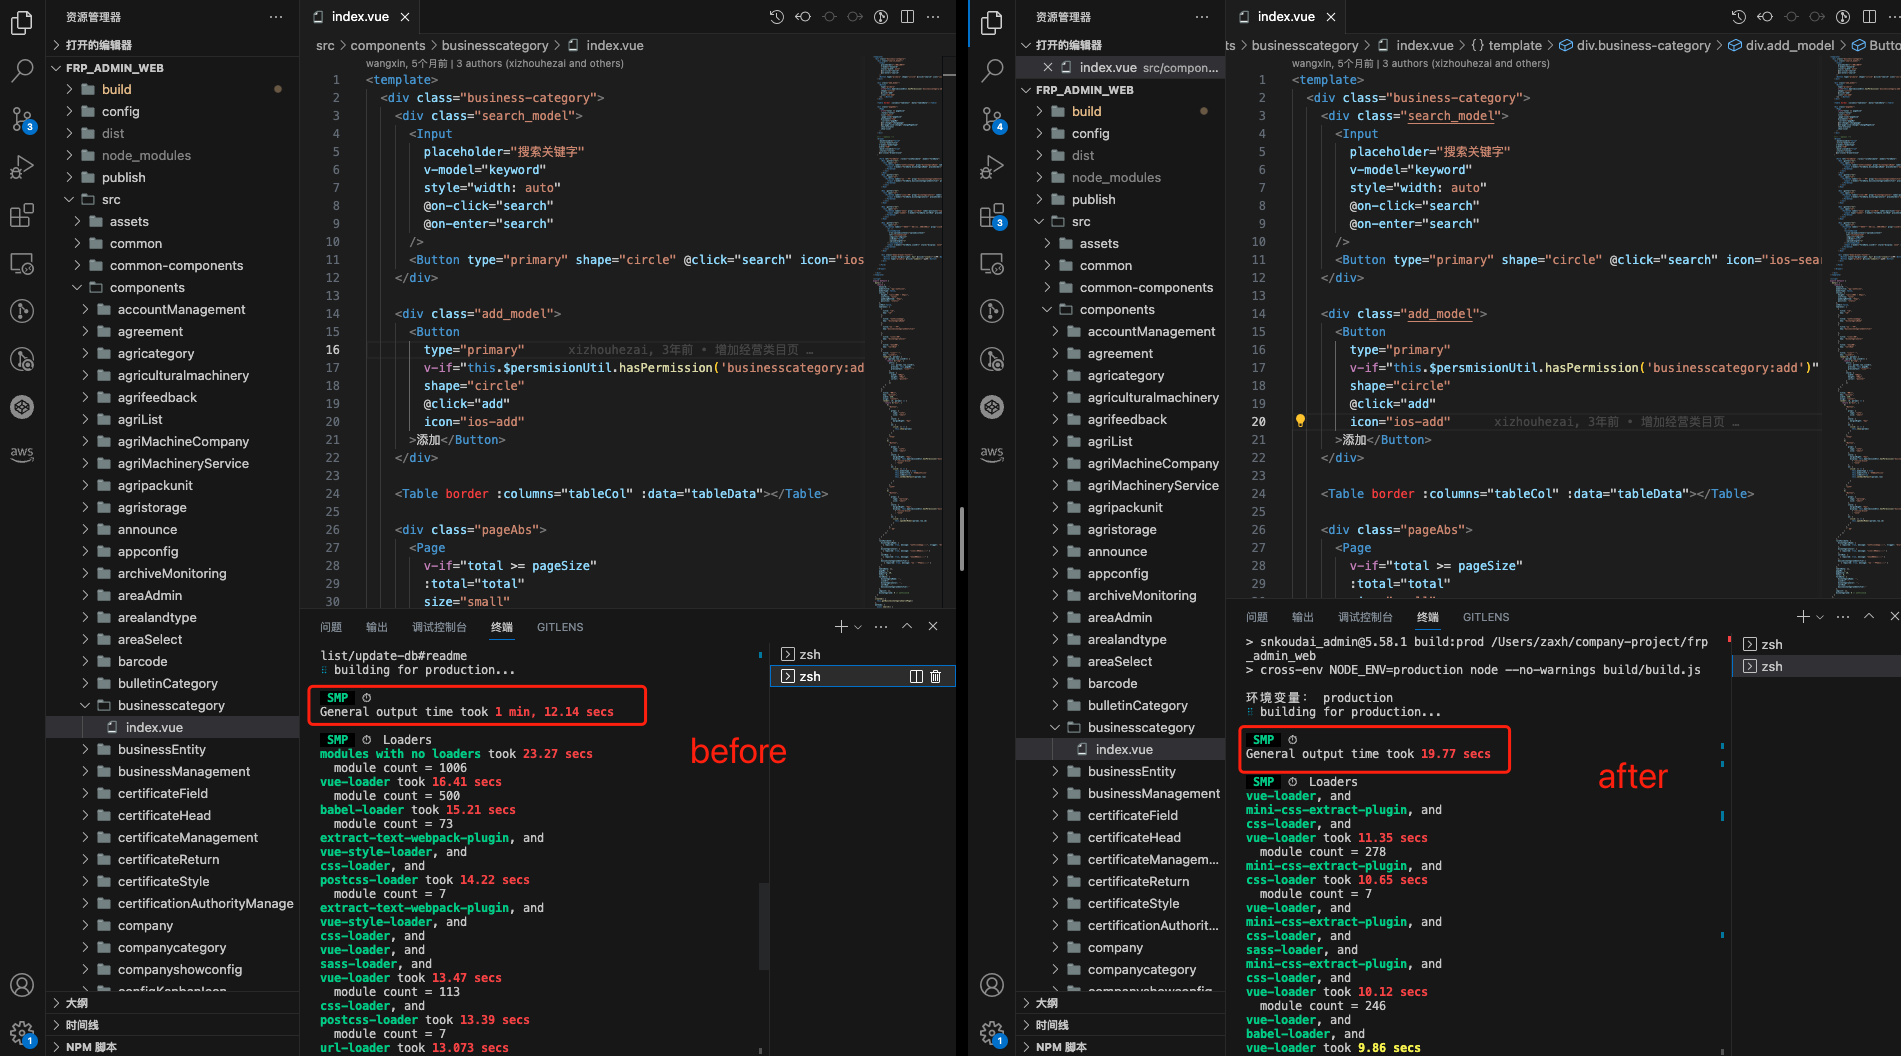 资源管理器
打开的编辑器
FRP_ADMIN_WEB
build
config
dist
node_modules
publish
src
assets
common
common-components
components
accountManagement
agreement
agricategory
agriculturalmachinery
agrifeedback
agriList
agriMachineCompany
agriMachineryService
agripackunit
agristorage
announce
appconfig
archiveMonitoring
areaAdmin
arealandtype
areaSelect
barcode
bulletinCategory
businesscategory
index.vue
businessEntity
businessManagement
certificateField
certificateHead
certificateManagement
certificateReturn
certificateStyle
certificationAuthorityManage
company
companycategory
companyshowconfig
大纲
时间线
NPM 脚本
3
aws
1
index.vue
src > components > businesscategory > index.vue
wangxin, 5个月前 | 3 authors (xizhouhezai and others)
1 <template>
2 <div class="business-category">
3 <div class="search_model">
4 <Input
5 placeholder="搜索关键字"
6 v-model="keyword"
7 style="width: auto"
8 @on-click="search"
9 @on-enter="search"
10 />
11 <Button type="primary" shape="circle" @click="search" icon="ios
12 </div>
13
14 <div class="add_model">
15 <Button
16 type="primary" xizhouhezai, 3年前 • 增加经营类目页 …
17 v-if="this.$persmisionUtil.hasPermission('businesscategory:ad
18 shape="circle"
19 @click="add"
20 icon="ios-add"
21 >添加</Button>
22 </div>
23
24 <Table border :columns="tableCol" :data="tableData"></Table>
25
26 <div class="pageAbs">
27 <Page
28 v-if="total >= pageSize"
29 :total="total"
30 size="small"
问题 输出 调试控制台 终端 GITLENS
list/update-db#readme
building for production...
SMP ⏱
General output time took 1 min, 12.14 secs
SMP ⏱ Loaders
modules with no loaders took 23.27 secs
module count = 1006
vue-loader took 16.41 secs
module count = 500
babel-loader took 15.21 secs
module count = 73
extract-text-webpack-plugin, and
vue-style-loader, and
css-loader, and
postcss-loader took 14.22 secs
module count = 7
extract-text-webpack-plugin, and
vue-style-loader, and
css-loader, and
vue-loader, and
sass-loader, and
vue-loader took 13.47 secs
module count = 113
css-loader, and
postcss-loader took 13.39 secs
module count = 7
url-loader took 13.073 secs
zsh
zsh
before
资源管理器
打开的编辑器
index.vue src/compon...
FRP_ADMIN_WEB
build
config
dist
node_modules
publish
src
assets
common
common-components
components
accountManagement
agreement
agricategory
agriculturalmachinery
agrifeedback
agriList
agriMachineCompany
agriMachineryService
agripackunit
agristorage
announce
appconfig
archiveMonitoring
areaAdmin
arealandtype
areaSelect
barcode
bulletinCategory
businesscategory
index.vue
businessEntity
businessManagement
certificateField
certificateHead
certificateManagem...
certificateReturn
certificateStyle
certificationAuthorit...
company
companycategory
大纲
时间线
NPM 脚本
4
3
aws
1
index.vue
ts > businesscategory > index.vue > {} template > div.business-category > div.add_model > Butto
wangxin, 5个月前 | 3 authors (xizhouhezai and others)
1 <template>
2 <div class="business-category">
3 <div class="search_model">
4 <Input
5 placeholder="搜索关键字"
6 v-model="keyword"
7 style="width: auto"
8 @on-click="search"
9 @on-enter="search"
10 />
11 <Button type="primary" shape="circle" @click="search" icon="ios-sear
12 </div>
13
14 <div class="add_model">
15 <Button
16 type="primary"
17 v-if="this.$persmisionUtil.hasPermission('businesscategory:add')"
18 shape="circle"
19 @click="add"
20 icon="ios-add" xizhouhezai, 3年前 • 增加经营类目页 …
21 >添加</Button>
22 </div>
23
24 <Table border :columns="tableCol" :data="tableData"></Table>
25
26 <div class="pageAbs">
27 <Page
28 v-if="total >= pageSize"
29 :total="total"
问题 输出 调试控制台 终端 GITLENS
> snkoudai_admin@5.58.1 build:prod /Users/zaxh/company-project/frp
_admin_web
> cross-env NODE_ENV=production node --no-warnings build/build.js
环境变量: production
building for production...
SMP ⏱
General output time took 19.77 secs
SMP ⏱ Loaders
vue-loader, and
mini-css-extract-plugin, and
css-loader, and
vue-loader took 11.35 secs
module count = 278
mini-css-extract-plugin, and
css-loader took 10.65 secs
module count = 7
vue-loader, and
mini-css-extract-plugin, and
css-loader, and
sass-loader, and
mini-css-extract-plugin, and
css-loader, and
vue-loader took 10.12 secs
module count = 246
vue-loader, and
babel-loader, and
vue-loader took 9.86 secs
zsh
zsh
after